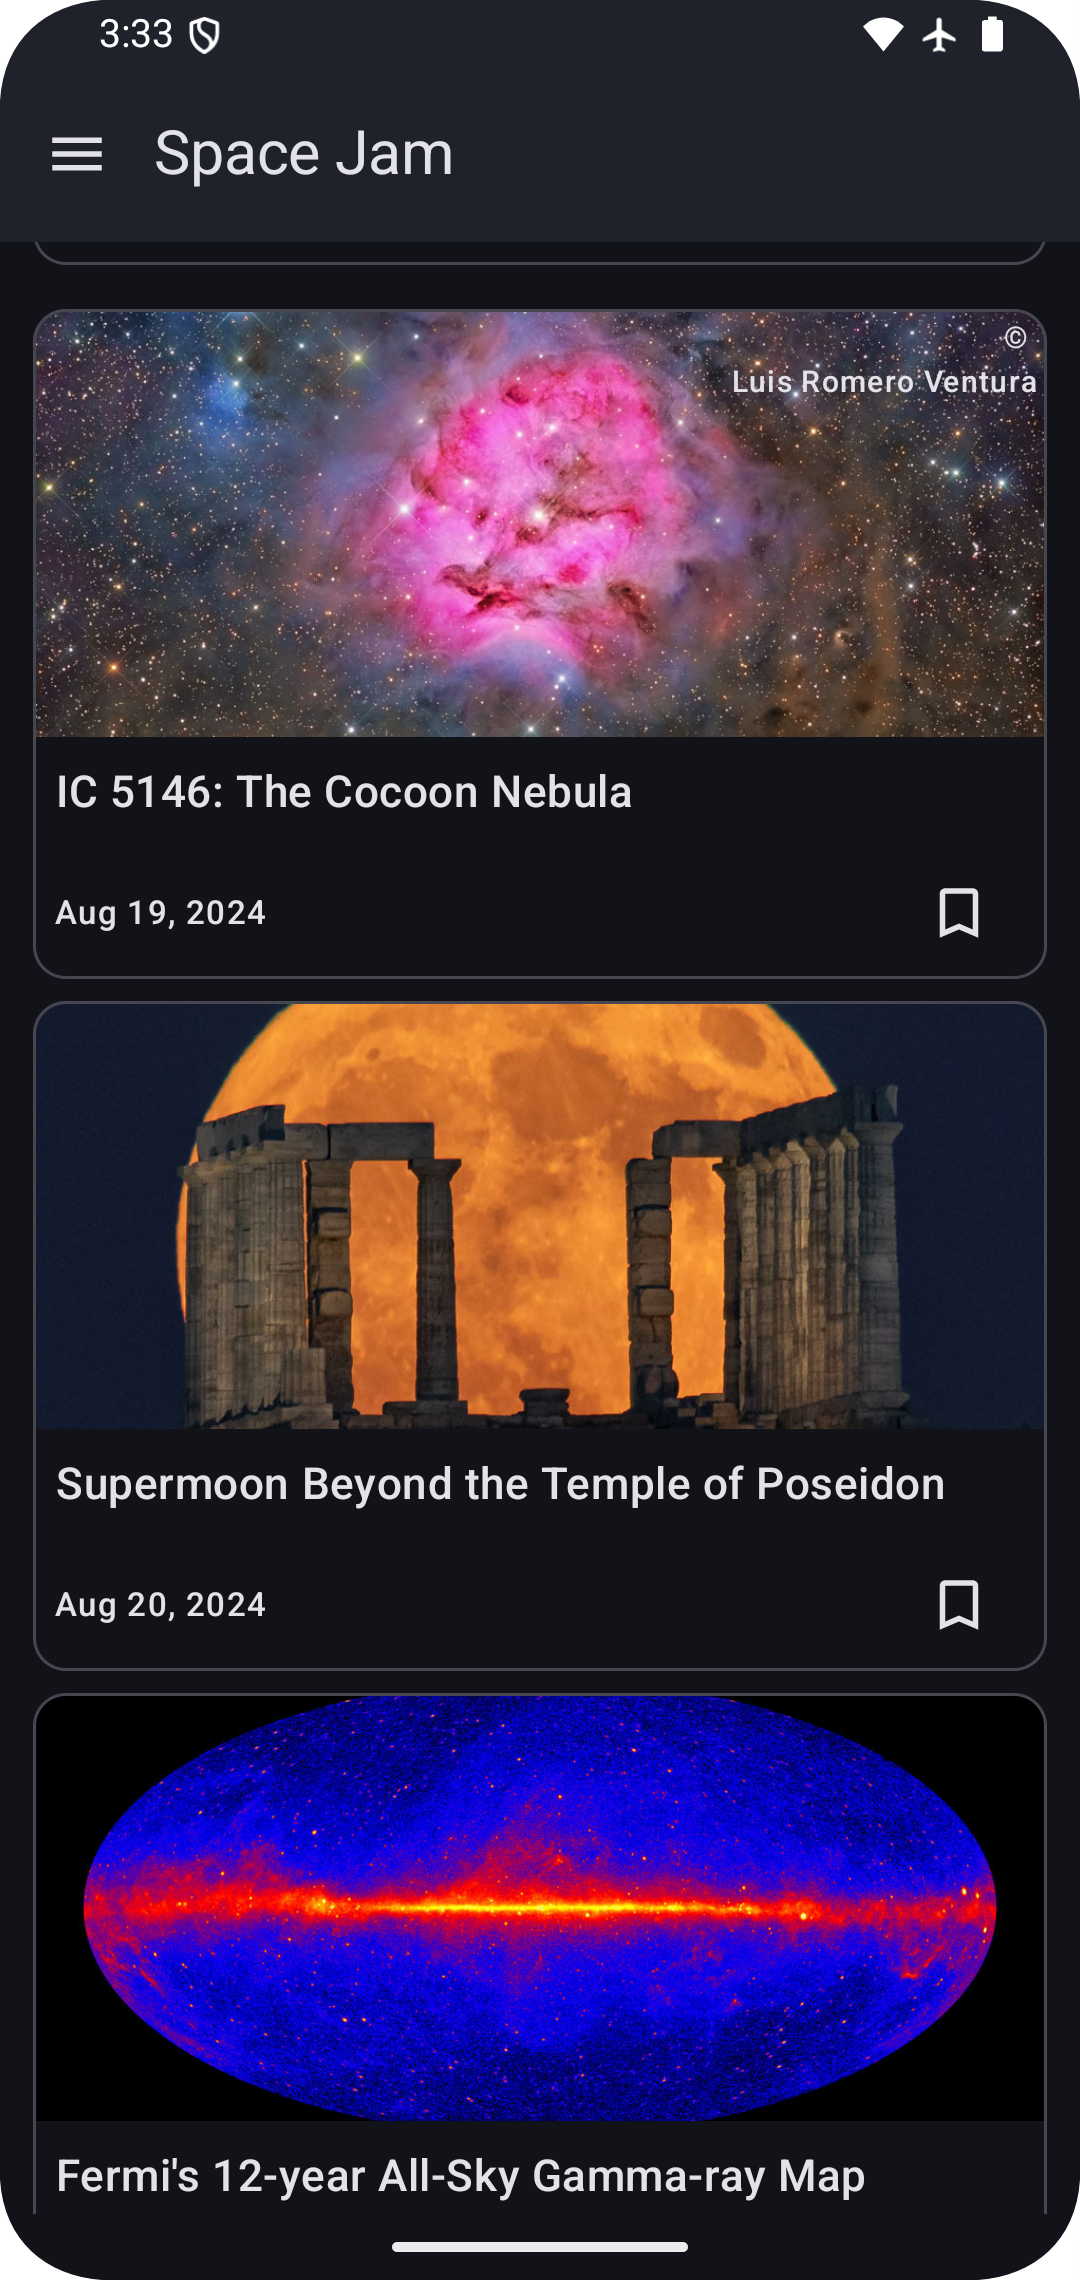 3:33
Space Jam
©
Luis Romero Ventura
IC 5146: The Cocoon Nebula
Aug 19, 2024
Supermoon Beyond the Temple of Poseidon
Aug 20, 2024
Fermi's 12-year All-Sky Gamma-ray Map